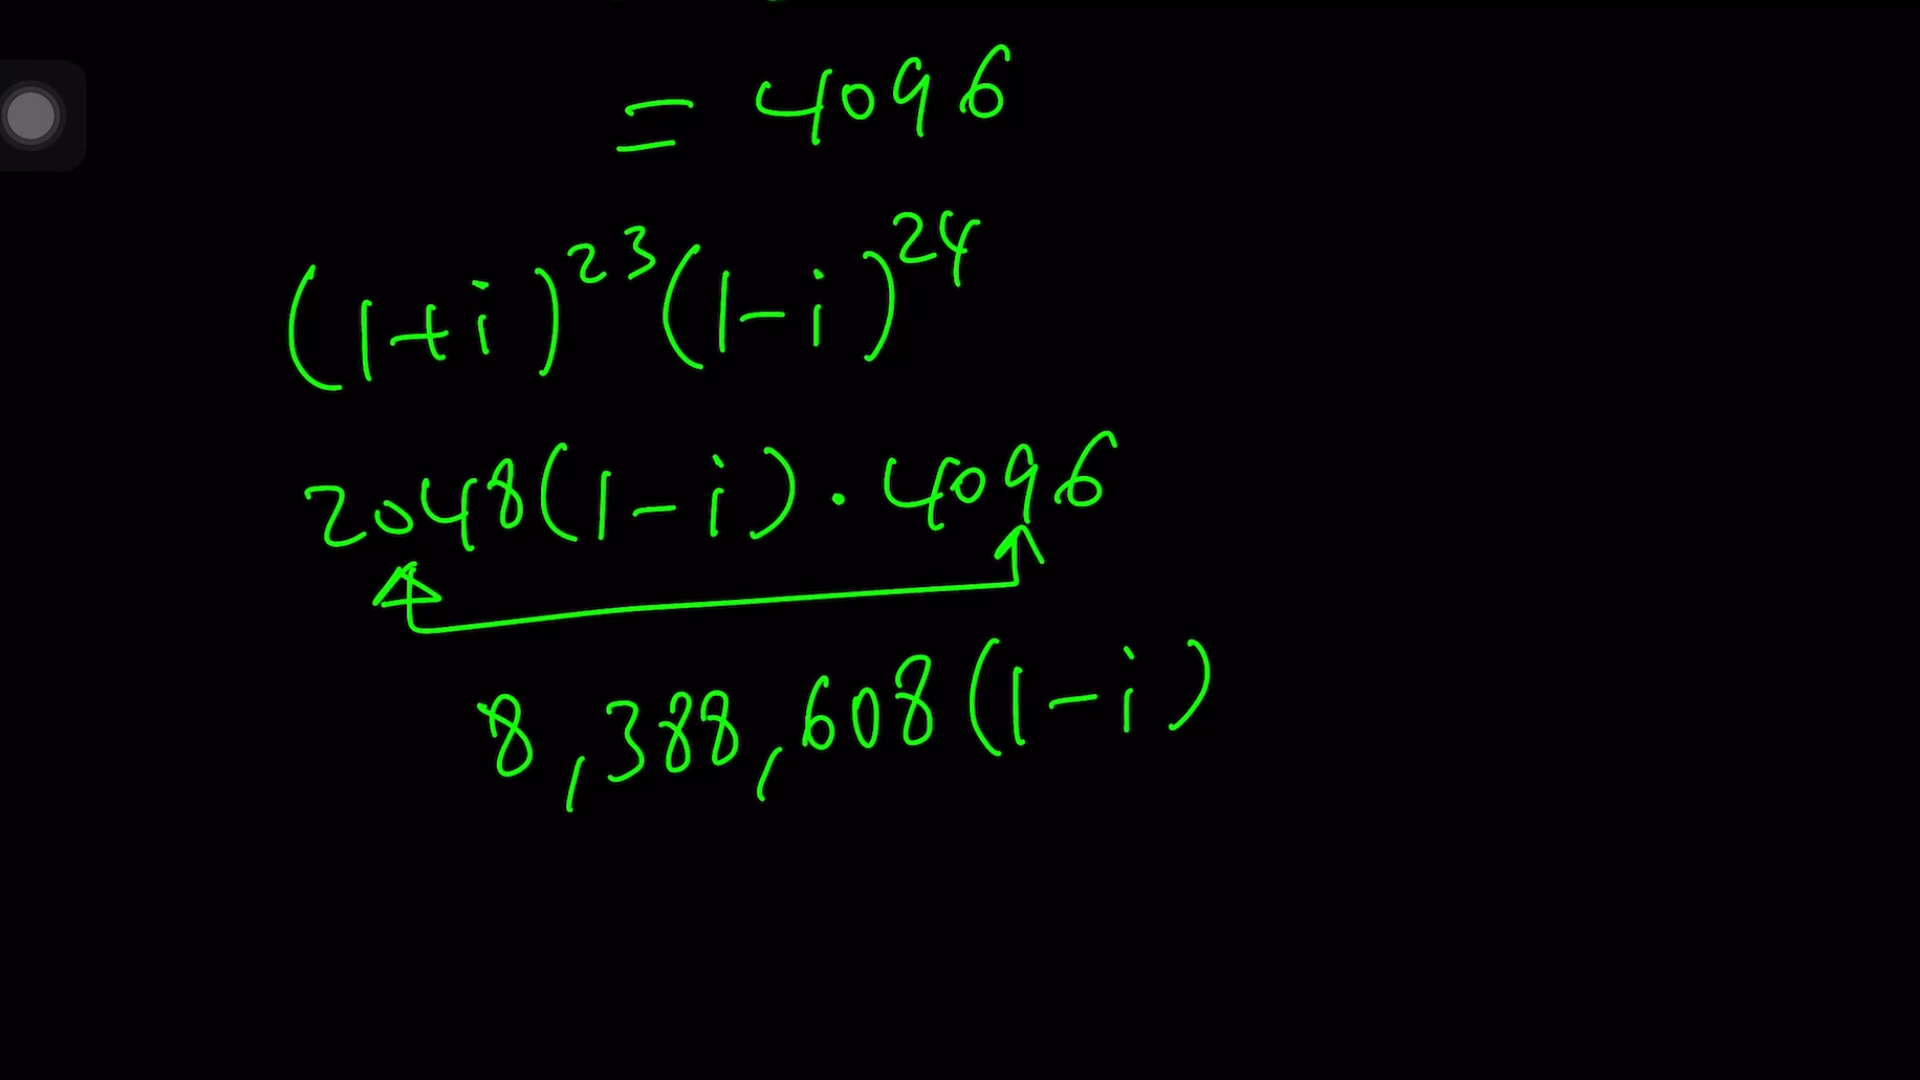 = 4096
(1+i)^23 (1-i)^24
2048(1-i) · 4096
8,388,608(1-i)